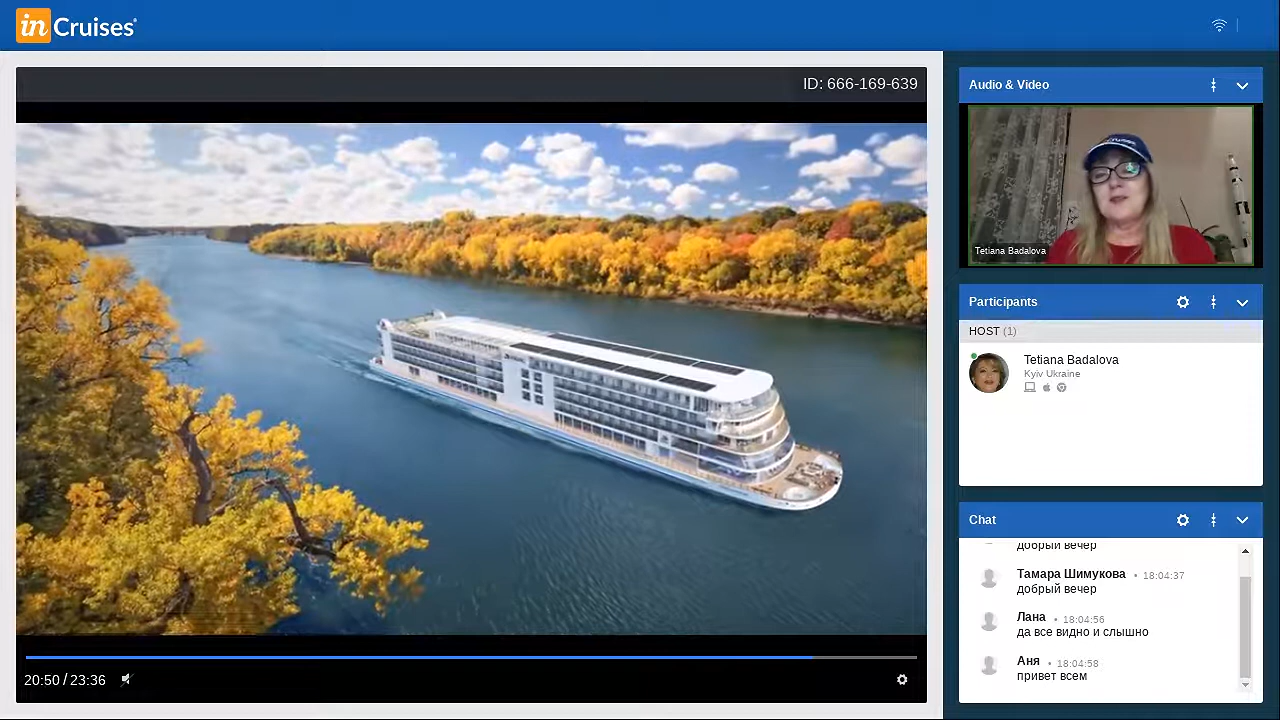 in Cruises®
ID: 666-169-639
20:50 / 23:36
Audio & Video
Tetiana Badalova
Participants
HOST (1)
Tetiana Badalova
Kyiv Ukraine
Chat
добрый вечер
Тамара Шимукова • 18:04:37
добрый вечер
Лана • 18:04:56
да все видно и слышно
Аня • 18:04:58
привет всем